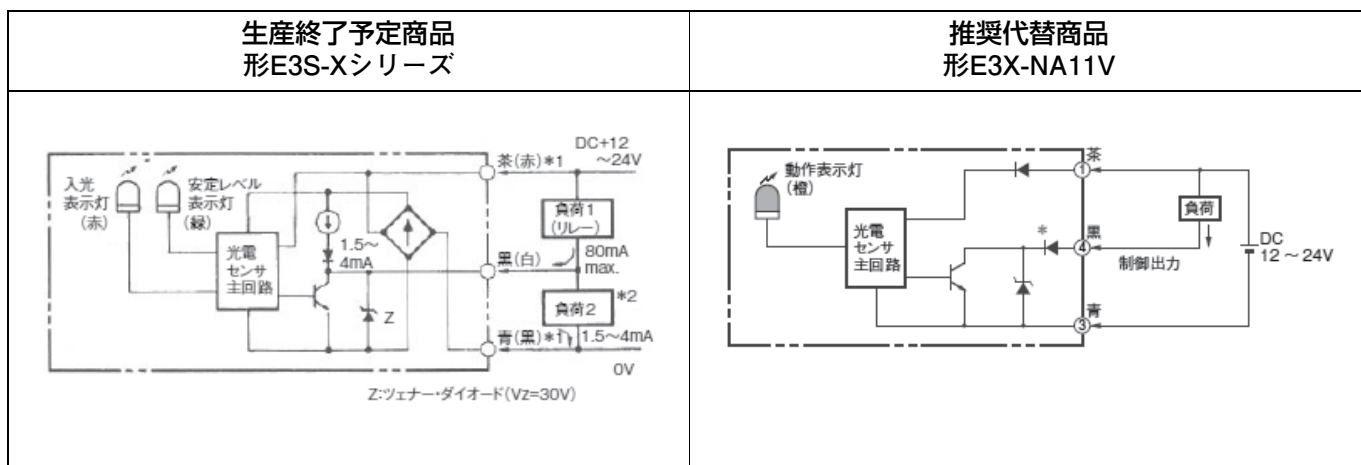 生産終了予定商品
形E3S-Xシリーズ
推奨代替商品
形E3X-NA11V
入光
表示灯
(赤)
安定レベル
表示灯
(緑)
光電
センサ
主回路
1.5～
4mA
Z
茶(赤)*1
DC+12
～24V
負荷1
(リレー)
黒(白)
80mA
max.
負荷2
*2
青(黒)*1
1.5～4mA
0V
Z:ツェナー・ダイオード(Vz=30V)
動作表示灯
(橙)
光電
センサ
主回路
茶
1
負荷
*
黒
4
制御出力
DC
12～24V
青
3